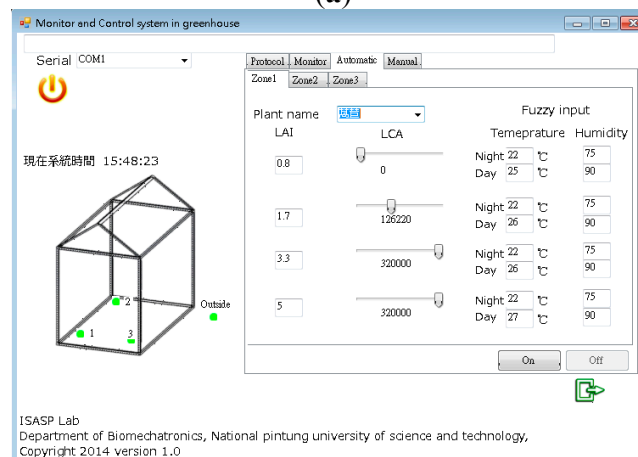 (a)
Monitor and Control system in greenhouse
Serial COM1
Protocol Monitor Automatic Manual
Zone1 Zone2 Zone3
Plant name
Fuzzy input
LAI LCA Temeprature Humidity
0.8 0 Night 22 ℃ 75
Day 25 ℃ 90
現在系統時間 15:48:23
1.7 126220 Night 22 ℃ 75
Day 26 ℃ 90
3.3 320000 Night 22 ℃ 75
Day 26 ℃ 90
5 320000 Night 22 ℃ 75
Day 27 ℃ 90
2 Outside
1 3
On Off
ISASP Lab
Department of Biomechatronics, National pintung university of science and technology,
Copyright 2014 version 1.0